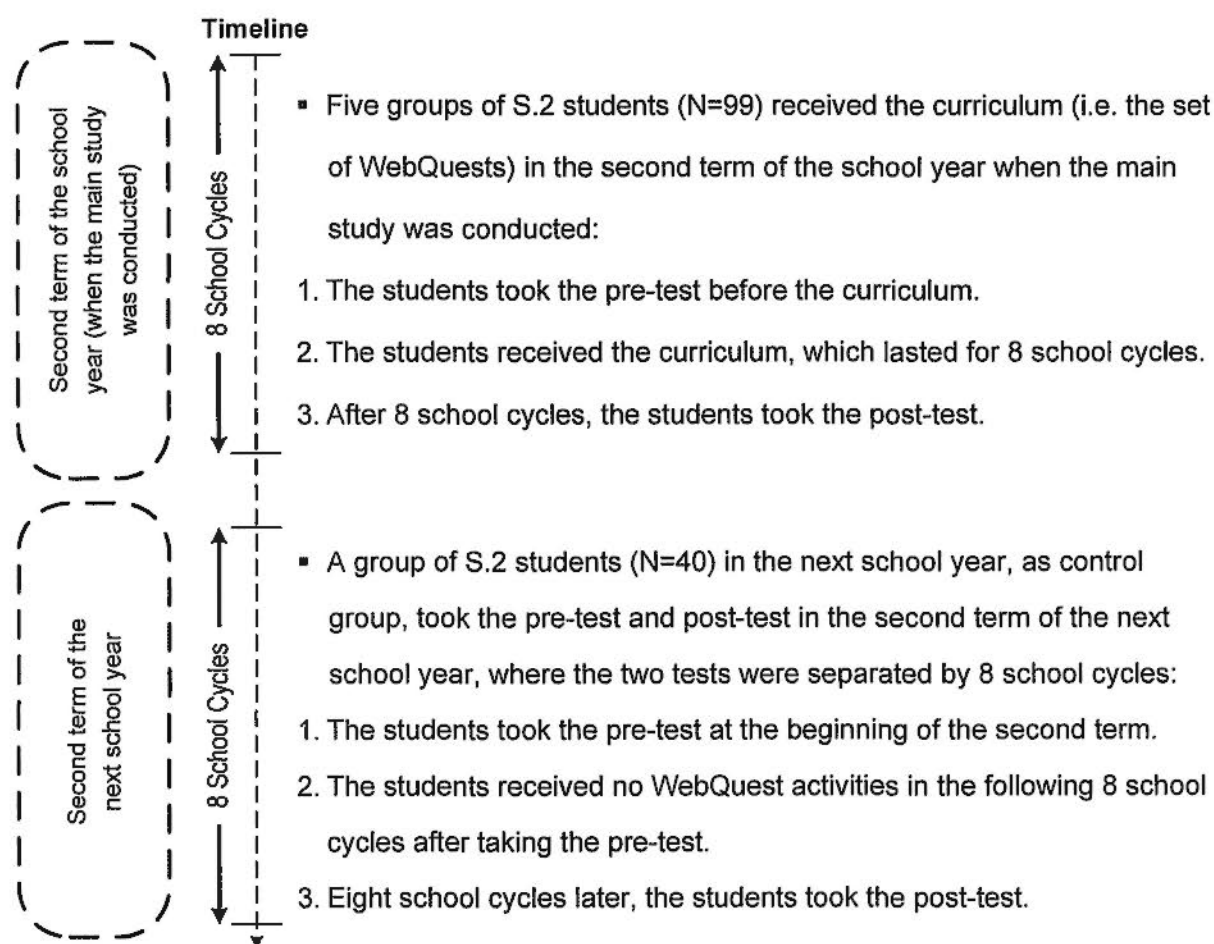 Timeline
Second term of the school
year (when the main study
was conducted)
8 School Cycles
▪ Five groups of S.2 students (N=99) received the curriculum (i.e. the set
of WebQuests) in the second term of the school year when the main
study was conducted:
1. The students took the pre-test before the curriculum.
2. The students received the curriculum, which lasted for 8 school cycles.
3. After 8 school cycles, the students took the post-test.
Second term of the
next school year
8 School Cycles
▪ A group of S.2 students (N=40) in the next school year, as control
group, took the pre-test and post-test in the second term of the next
school year, where the two tests were separated by 8 school cycles:
1. The students took the pre-test at the beginning of the second term.
2. The students received no WebQuest activities in the following 8 school
cycles after taking the pre-test.
3. Eight school cycles later, the students took the post-test.